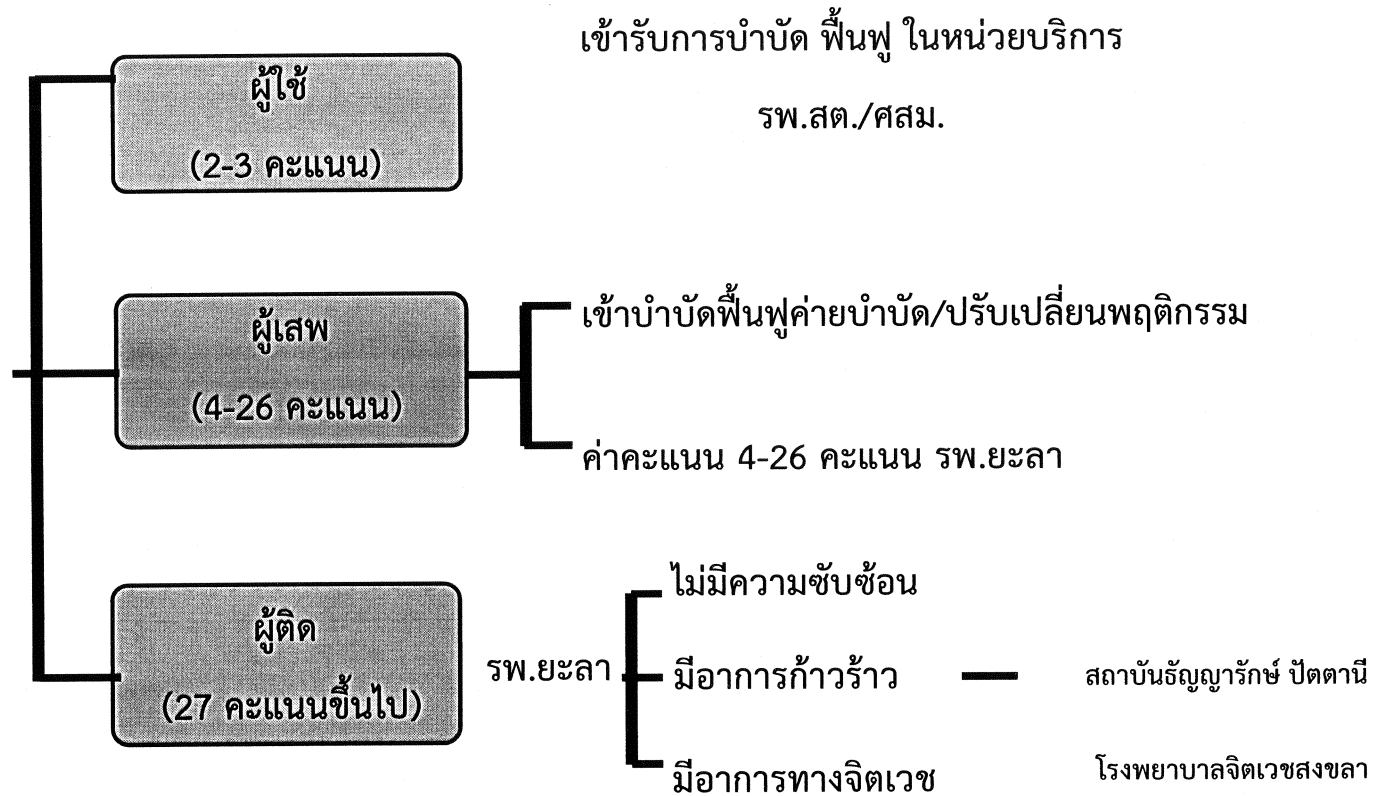 เข้ารับการบำบัด ฟื้นฟู ในหน่วยบริการ
รพ.สต./ศสม.
ผู้ใช้
(2-3 คะแนน)
ผู้เสพ
(4-26 คะแนน)
เข้าบำบัดฟื้นฟูค่ายบำบัด/ปรับเปลี่ยนพฤติกรรม
ค่าคะแนน 4-26 คะแนน รพ.ยะลา
ผู้ติด
(27 คะแนนขึ้นไป)
รพ.ยะลา
ไม่มีความซับซ้อน
มีอาการก้าวร้าว
สถาบันธัญญารักษ์ ปัตตานี
มีอาการทางจิตเวช
โรงพยาบาลจิตเวชสงขลา